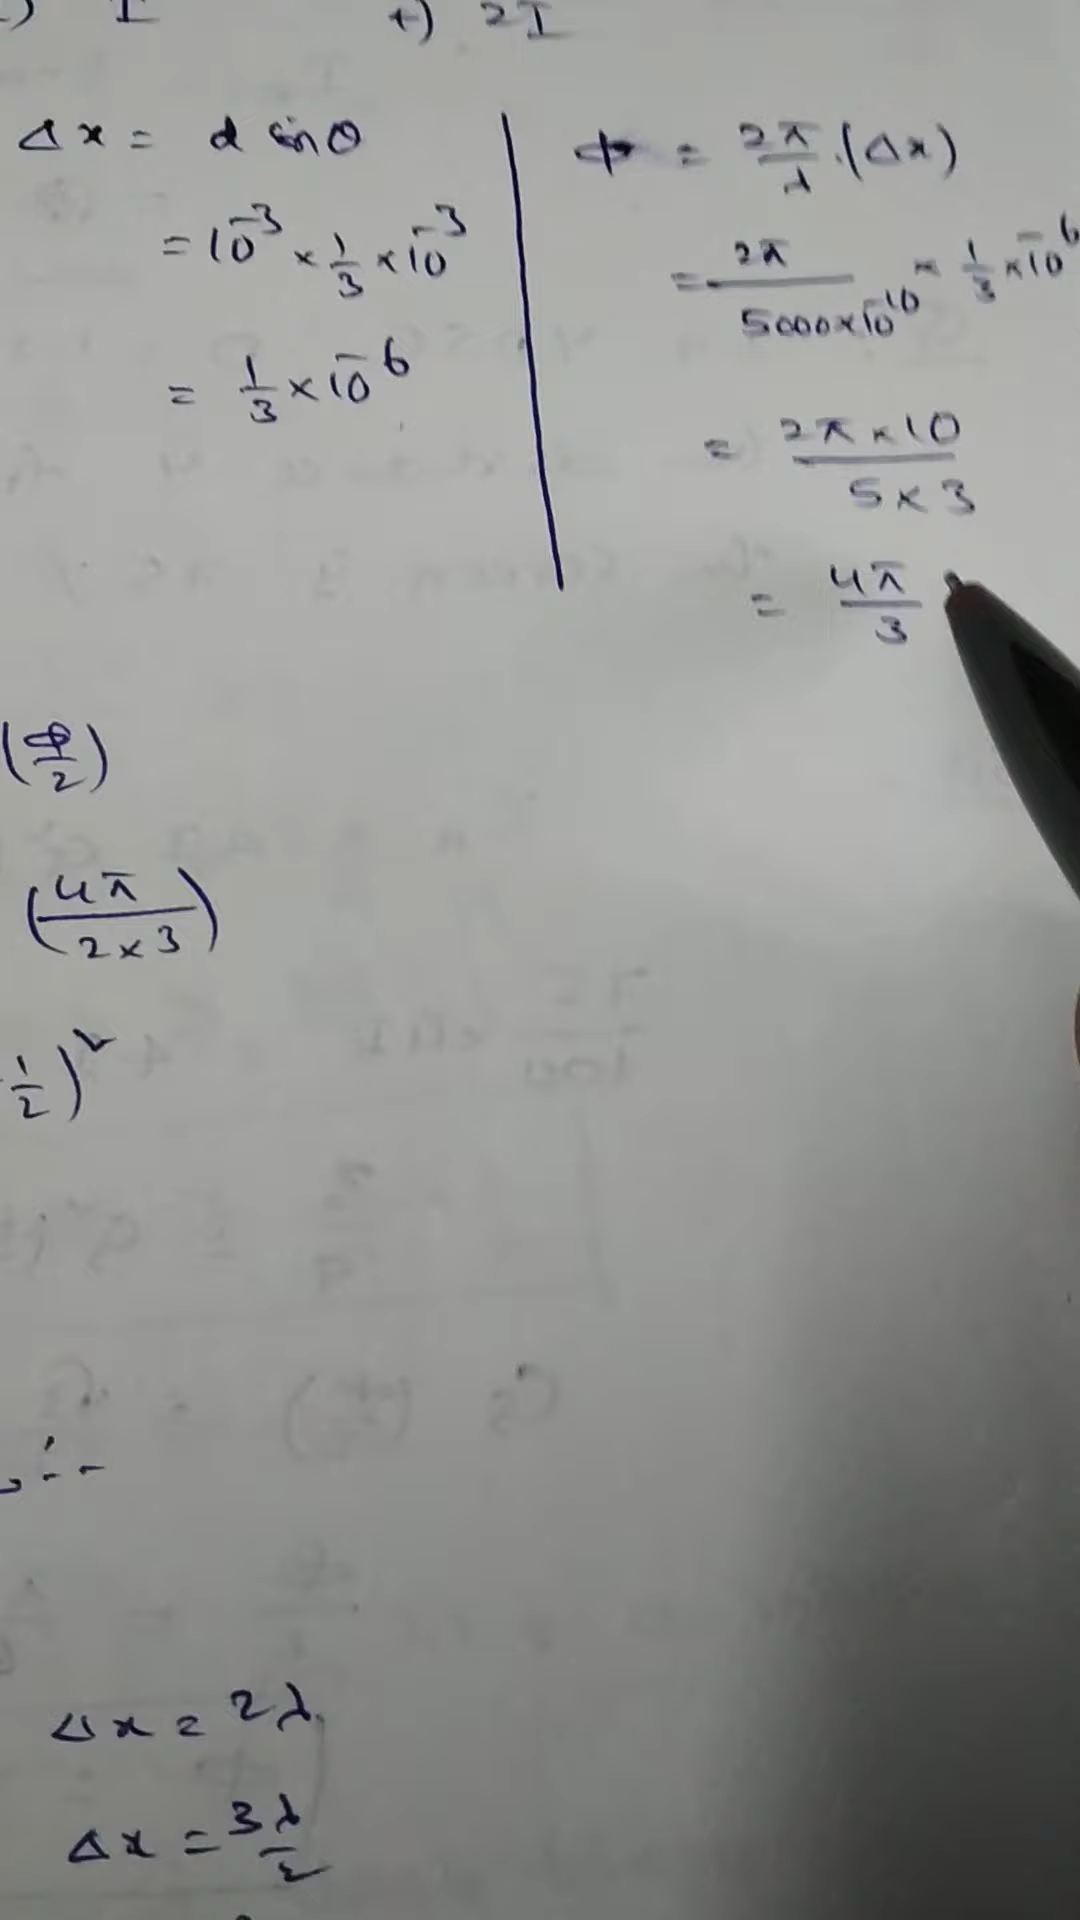 I +) 2I
Δx = d sinθ
= 10⁻³ × 1/3 × 10⁻³
= 1/3 × 10⁻⁶
ϕ = 2π/λ .(Δx)
= 2π/5000×10⁻¹⁰ × 1/3 × 10⁻⁶
= 2π×10/5×3
= 4π/3
(ϕ/2)
(4π/2×3)
1/2)²
Δx = 2λ
Δx = 3λ/2